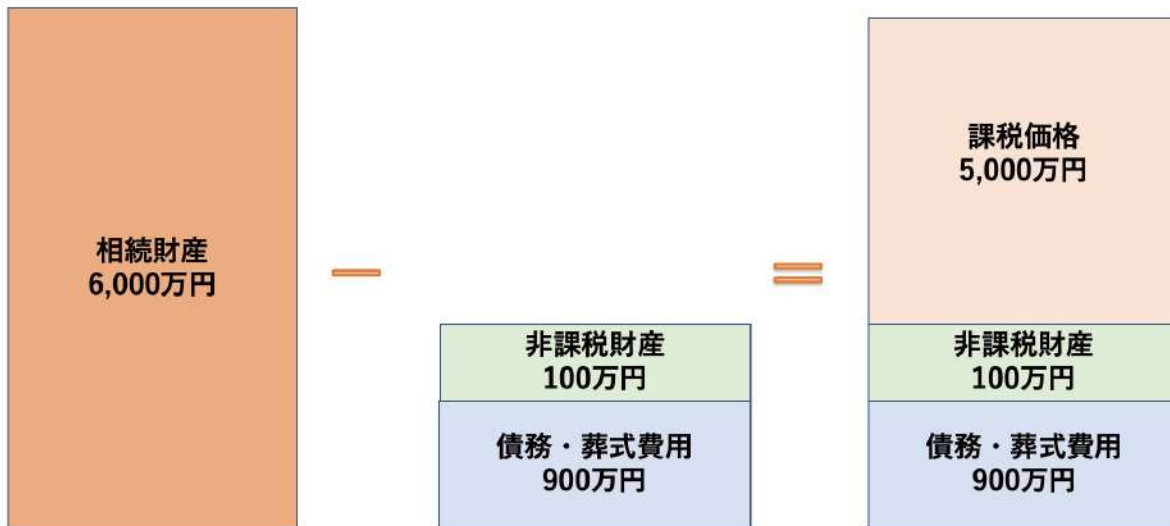 相続財産
6,000万円
－
非課税財産
100万円
債務・葬式費用
900万円
＝
課税価格
5,000万円
非課税財産
100万円
債務・葬式費用
900万円